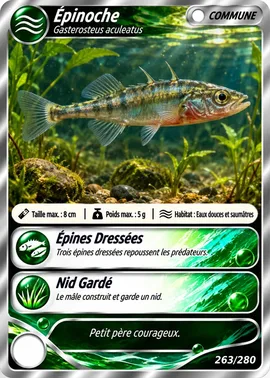 Épinoche
COMMUNE
Gasterosteus aculeatus
Taille max. : 8 cm | Poids max. : 5 g | Habitat : Eaux douces et saumâtres
Épines Dressées
Trois épines dressées repoussent les prédateurs.
Nid Gardé
Le mâle construit et garde un nid.
Petit père courageux.
263/280